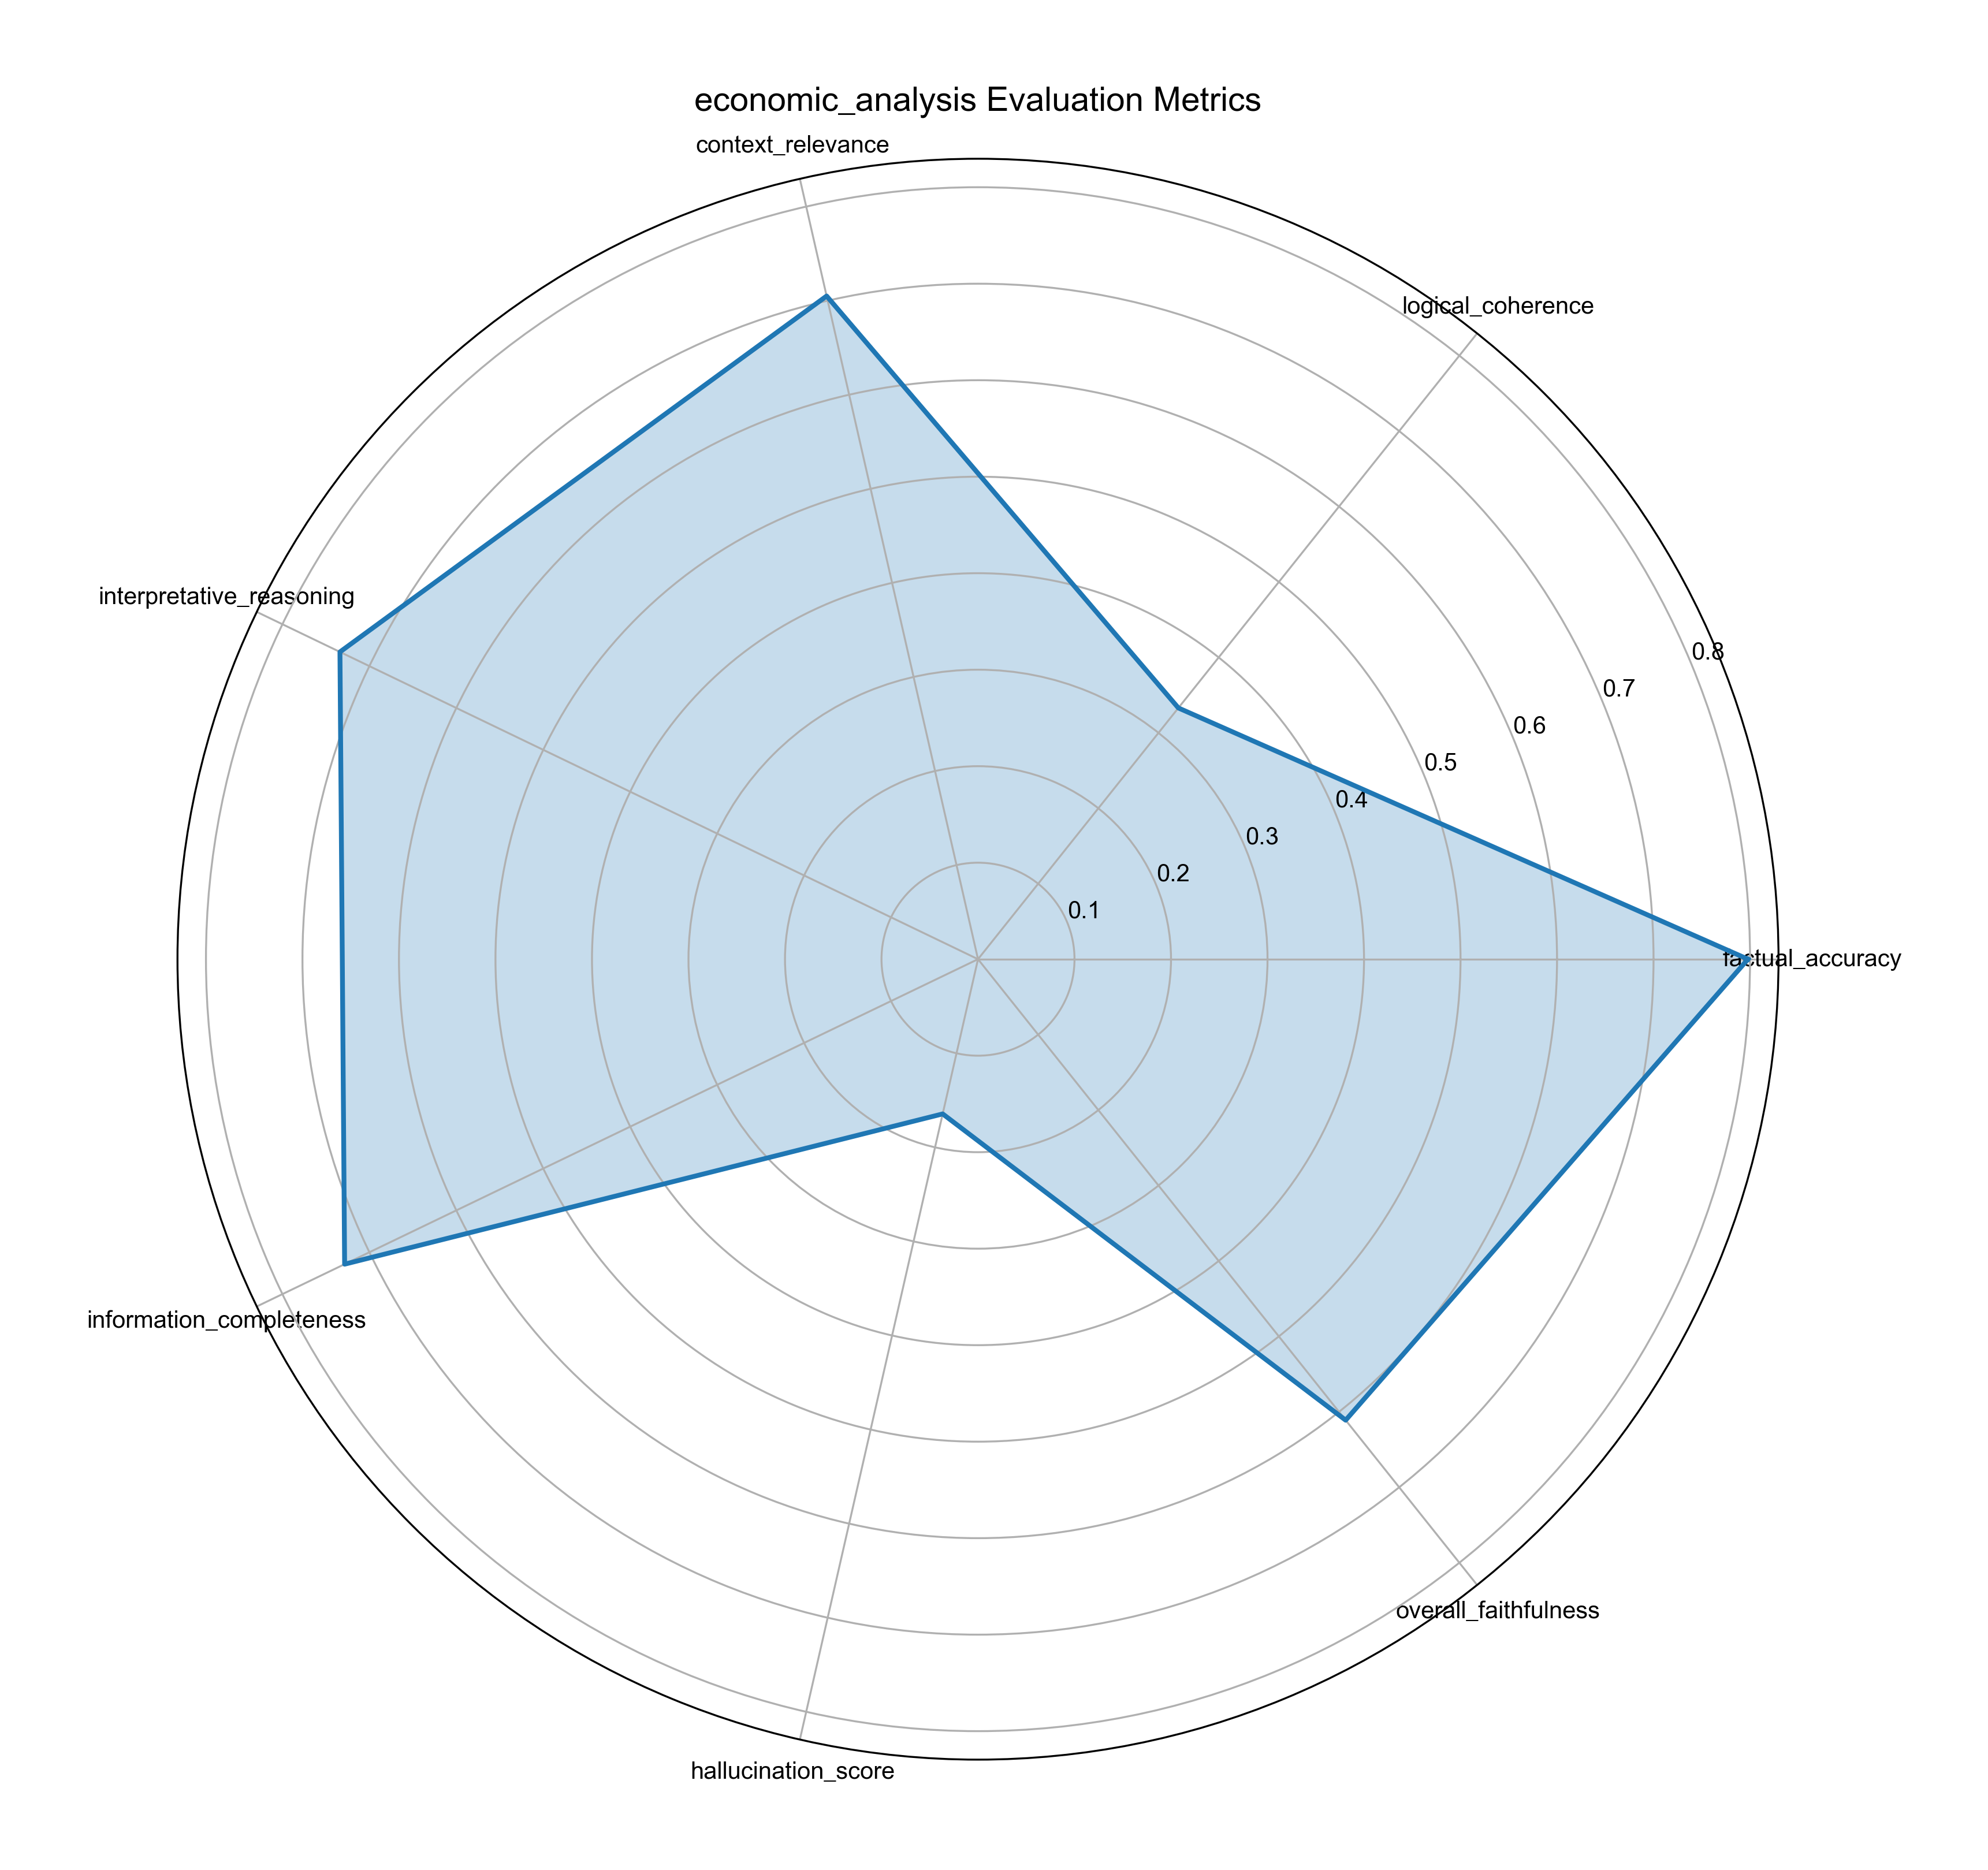 economic_analysis Evaluation Metrics
context_relevance
logical_coherence
interpretative_reasoning
0.8
0.7
0.6
0.5
0.4
0.3
0.2
0.1
factual_accuracy
information_completeness
overall_faithfulness
hallucination_score